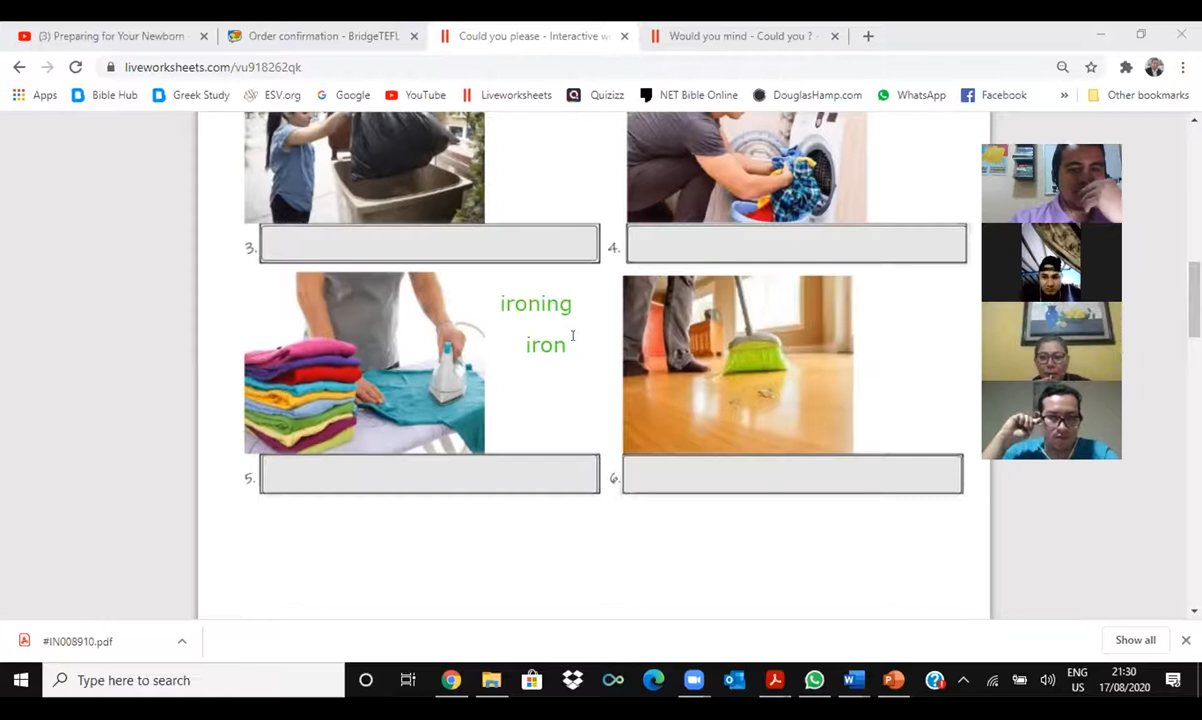 (3) Preparing for Your Newborn
Order confirmation - BridgeTEFL
Could you please - Interactive w
Would you mind - Could you ? -
liveworksheets.com/vu918262qk
Apps
Bible Hub
Greek Study
ESV.org
Google
YouTube
Liveworksheets
Quizizz
NET Bible Online
DouglasHamp.com
WhatsApp
Facebook
»
Other bookmarks
3.
4.
ironing
iron
5.
6.
#IN008910.pdf
Show all
Type here to search
ENG
US
21:30
17/08/2020